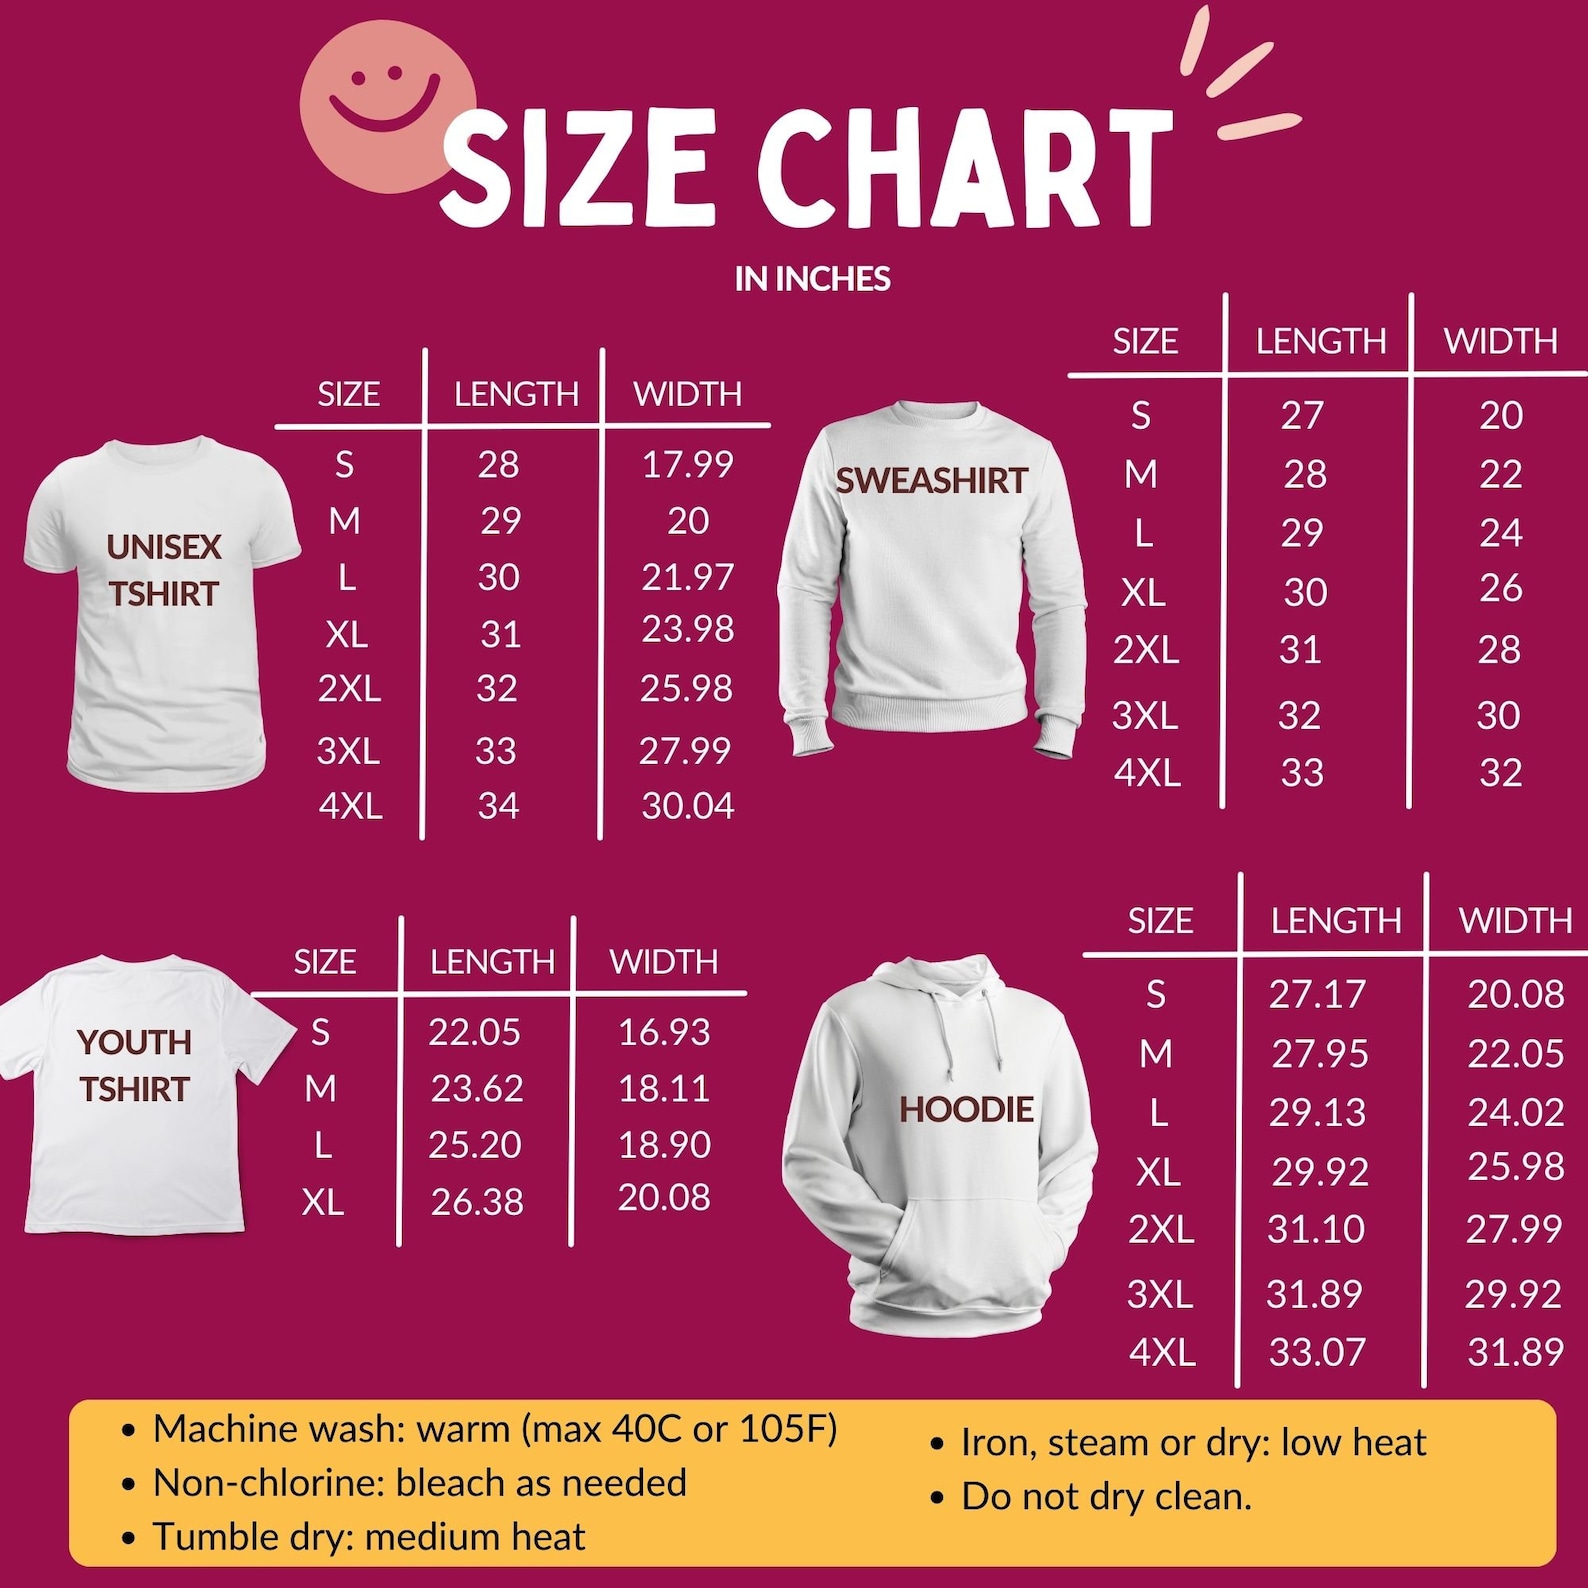 SIZE CHART
IN INCHES
UNISEX
TSHIRT
SIZE LENGTH WIDTH
S 28 17.99
M 29 20
L 30 21.97
XL 31 23.98
2XL 32 25.98
3XL 33 27.99
4XL 34 30.04
SWEASHIRT
SIZE LENGTH WIDTH
S 27 20
M 28 22
L 29 24
XL 30 26
2XL 31 28
3XL 32 30
4XL 33 32
YOUTH
TSHIRT
SIZE LENGTH WIDTH
S 22.05 16.93
M 23.62 18.11
L 25.20 18.90
XL 26.38 20.08
HOODIE
SIZE LENGTH WIDTH
S 27.17 20.08
M 27.95 22.05
L 29.13 24.02
XL 29.92 25.98
2XL 31.10 27.99
3XL 31.89 29.92
4XL 33.07 31.89
• Machine wash: warm (max 40C or 105F)
• Non-chlorine: bleach as needed
• Tumble dry: medium heat
• Iron, steam or dry: low heat
• Do not dry clean.